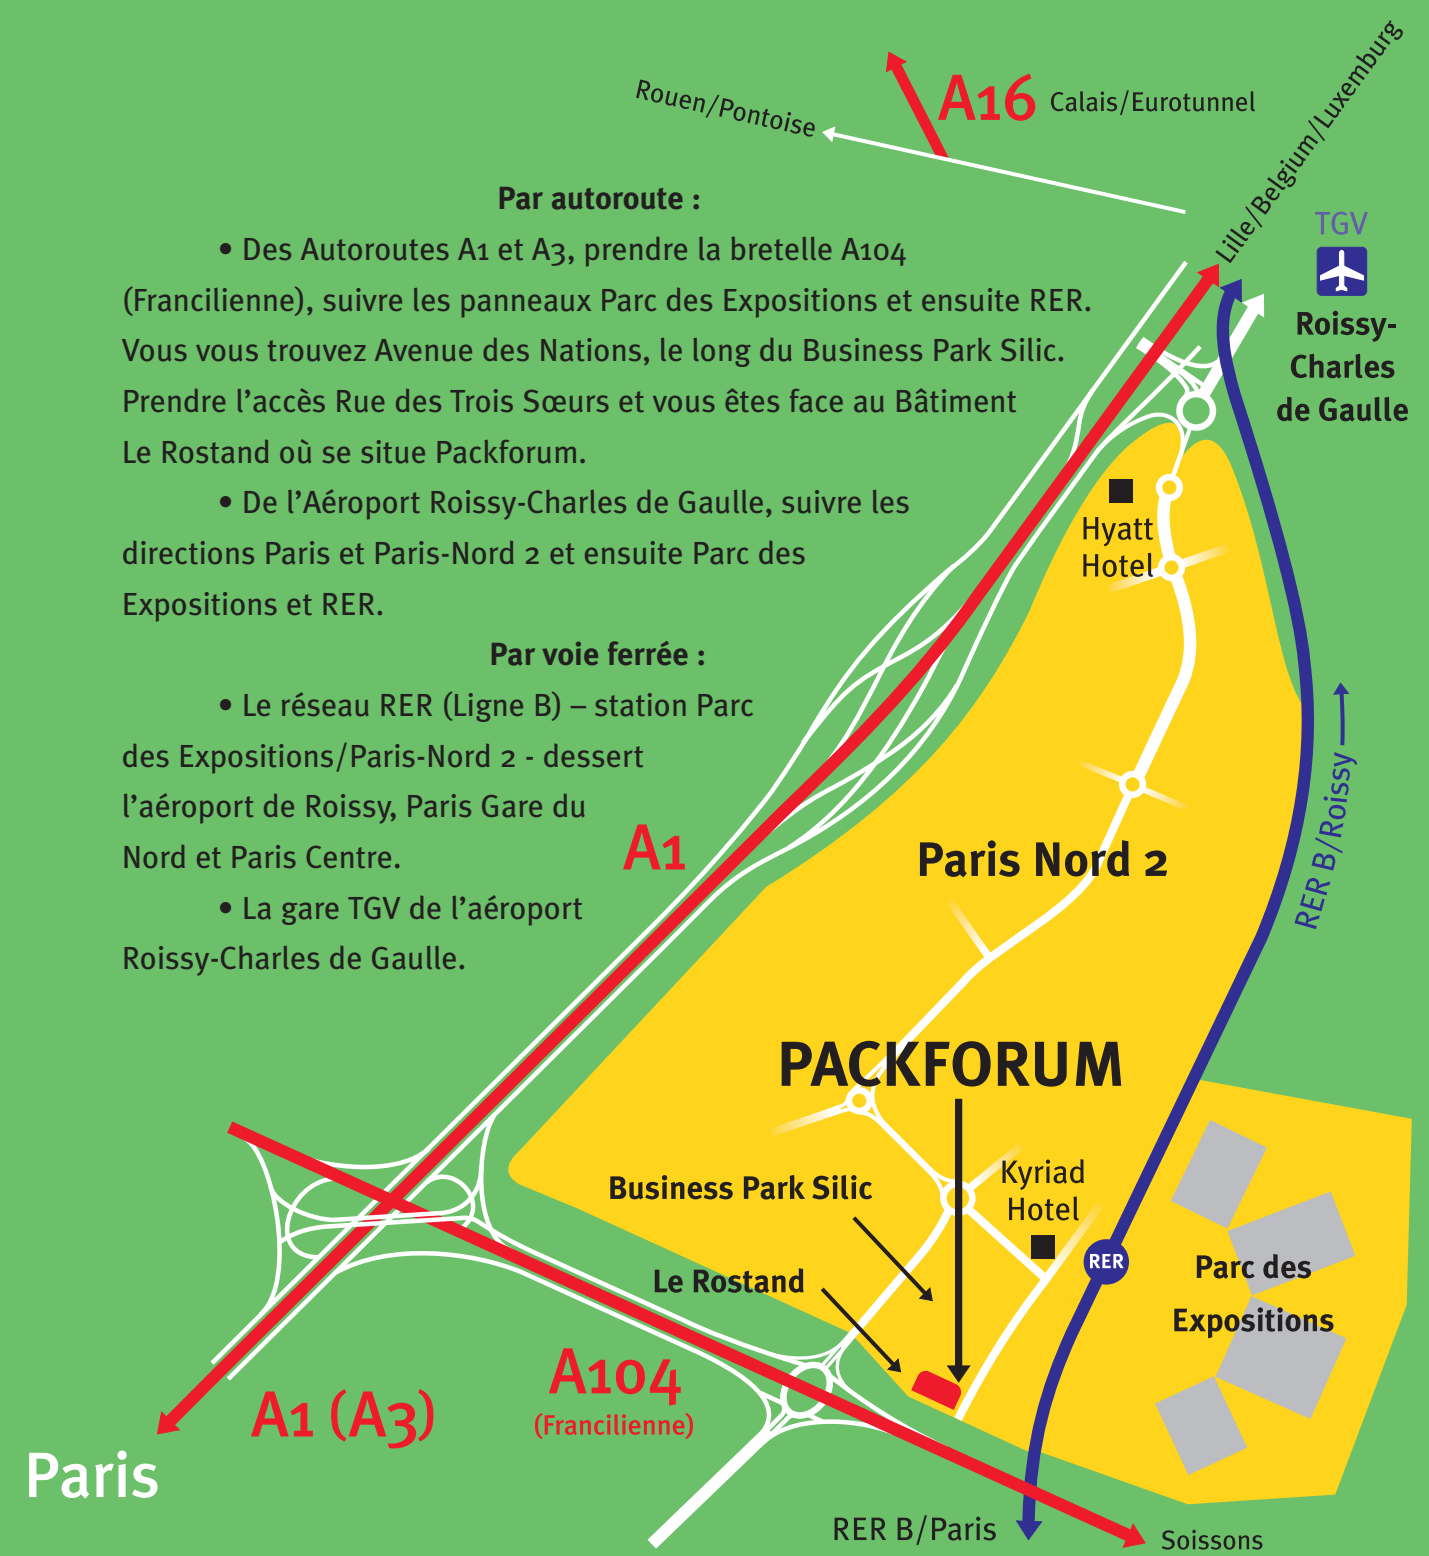 A16 Calais/Eurotunnel
Rouen/Pontoise
Lille/Belgium/Luxemburg
TGV
Roissy-
Charles
de Gaulle
Par autoroute :
• Des Autoroutes A1 et A3, prendre la bretelle A104
(Francilienne), suivre les panneaux Parc des Expositions et ensuite RER.
Vous vous trouvez Avenue des Nations, le long du Business Park Silic.
Prendre l’accès Rue des Trois Sœurs et vous êtes face au Bâtiment
Le Rostand où se situe Packforum.
• De l’Aéroport Roissy-Charles de Gaulle, suivre les
directions Paris et Paris-Nord 2 et ensuite Parc des
Expositions et RER.
Par voie ferrée :
• Le réseau RER (Ligne B) – station Parc
des Expositions/Paris-Nord 2 - dessert
l’aéroport de Roissy, Paris Gare du
Nord et Paris Centre.
• La gare TGV de l’aéroport
Roissy-Charles de Gaulle.
Hyatt
Hotel
A1
Paris Nord 2
RER B/Roissy
PACKFORUM
Business Park Silic
Kyriad
Hotel
Le Rostand
RER
Parc des
Expositions
A104
(Francilienne)
A1 (A3)
Paris
RER B/Paris
Soissons